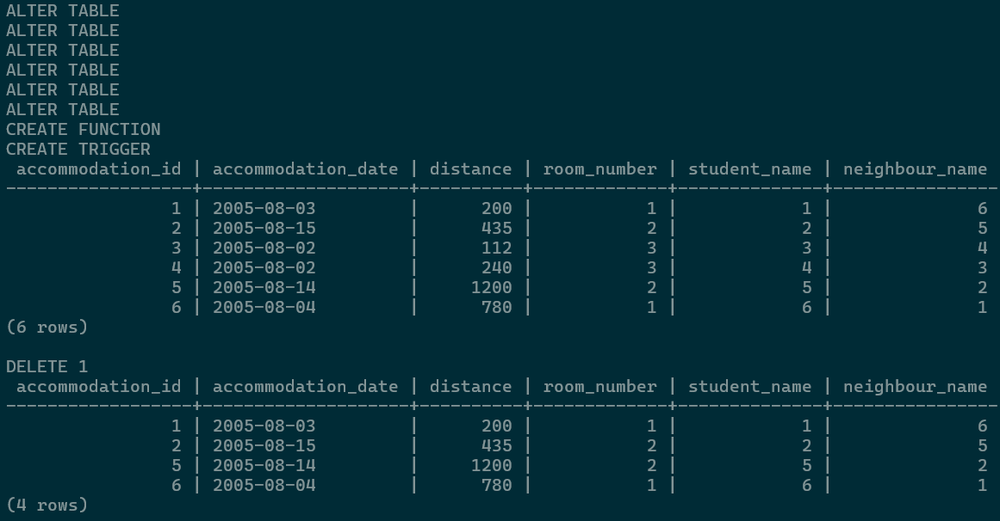 ALTER TABLE
ALTER TABLE
ALTER TABLE
ALTER TABLE
ALTER TABLE
ALTER TABLE
CREATE FUNCTION
CREATE TRIGGER
 accommodation_id | accommodation_date | distance | room_number | student_name | neighbour_name
------------------+--------------------+----------+-------------+--------------+----------------
                1 | 2005-08-03         |      200 |           1 |            1 |              6
                2 | 2005-08-15         |      435 |           2 |            2 |              5
                3 | 2005-08-02         |      112 |           3 |            3 |              4
                4 | 2005-08-02         |      240 |           3 |            4 |              3
                5 | 2005-08-14         |     1200 |           2 |            5 |              2
                6 | 2005-08-04         |      780 |           1 |            6 |              1
(6 rows)

DELETE 1
 accommodation_id | accommodation_date | distance | room_number | student_name | neighbour_name
------------------+--------------------+----------+-------------+--------------+----------------
                1 | 2005-08-03         |      200 |           1 |            1 |              6
                2 | 2005-08-15         |      435 |           2 |            2 |              5
                5 | 2005-08-14         |     1200 |           2 |            5 |              2
                6 | 2005-08-04         |      780 |           1 |            6 |              1
(4 rows)